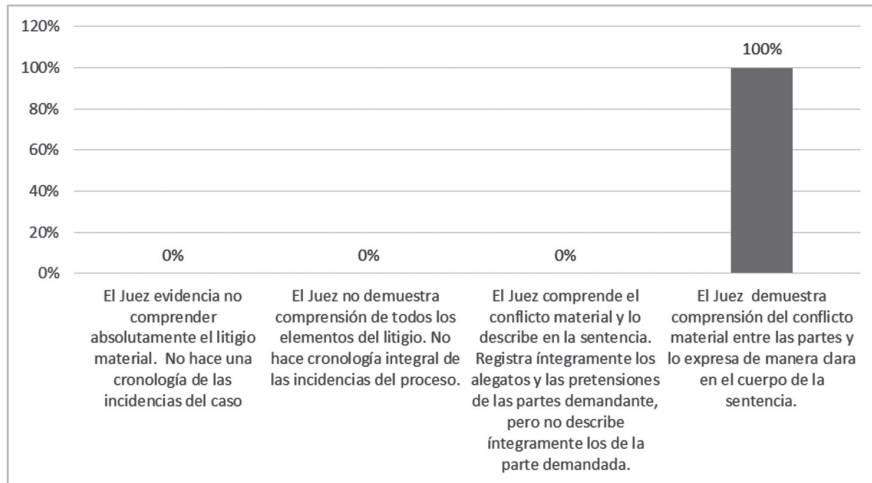 120%
100%
80%
60%
40%
20%
0%
0%
0%
0%
100%
El Juez evidencia no
comprender
absolutamente el litigio
material. No hace una
cronología de las
incidencias del caso
El Juez no demuestra
comprensión de todos los
elementos del litigio. No
hace cronología integral de
las incidencias del proceso.
El Juez comprende el
conflicto material y lo
describe en la sentencia.
Registra íntegramente los
alegatos y las pretensiones
de las partes demandante,
pero no describe
íntegramente los de la
parte demandada.
El Juez demuestra
comprensión del conflicto
material entre las partes y
lo expresa de manera clara
en el cuerpo de la
sentencia.